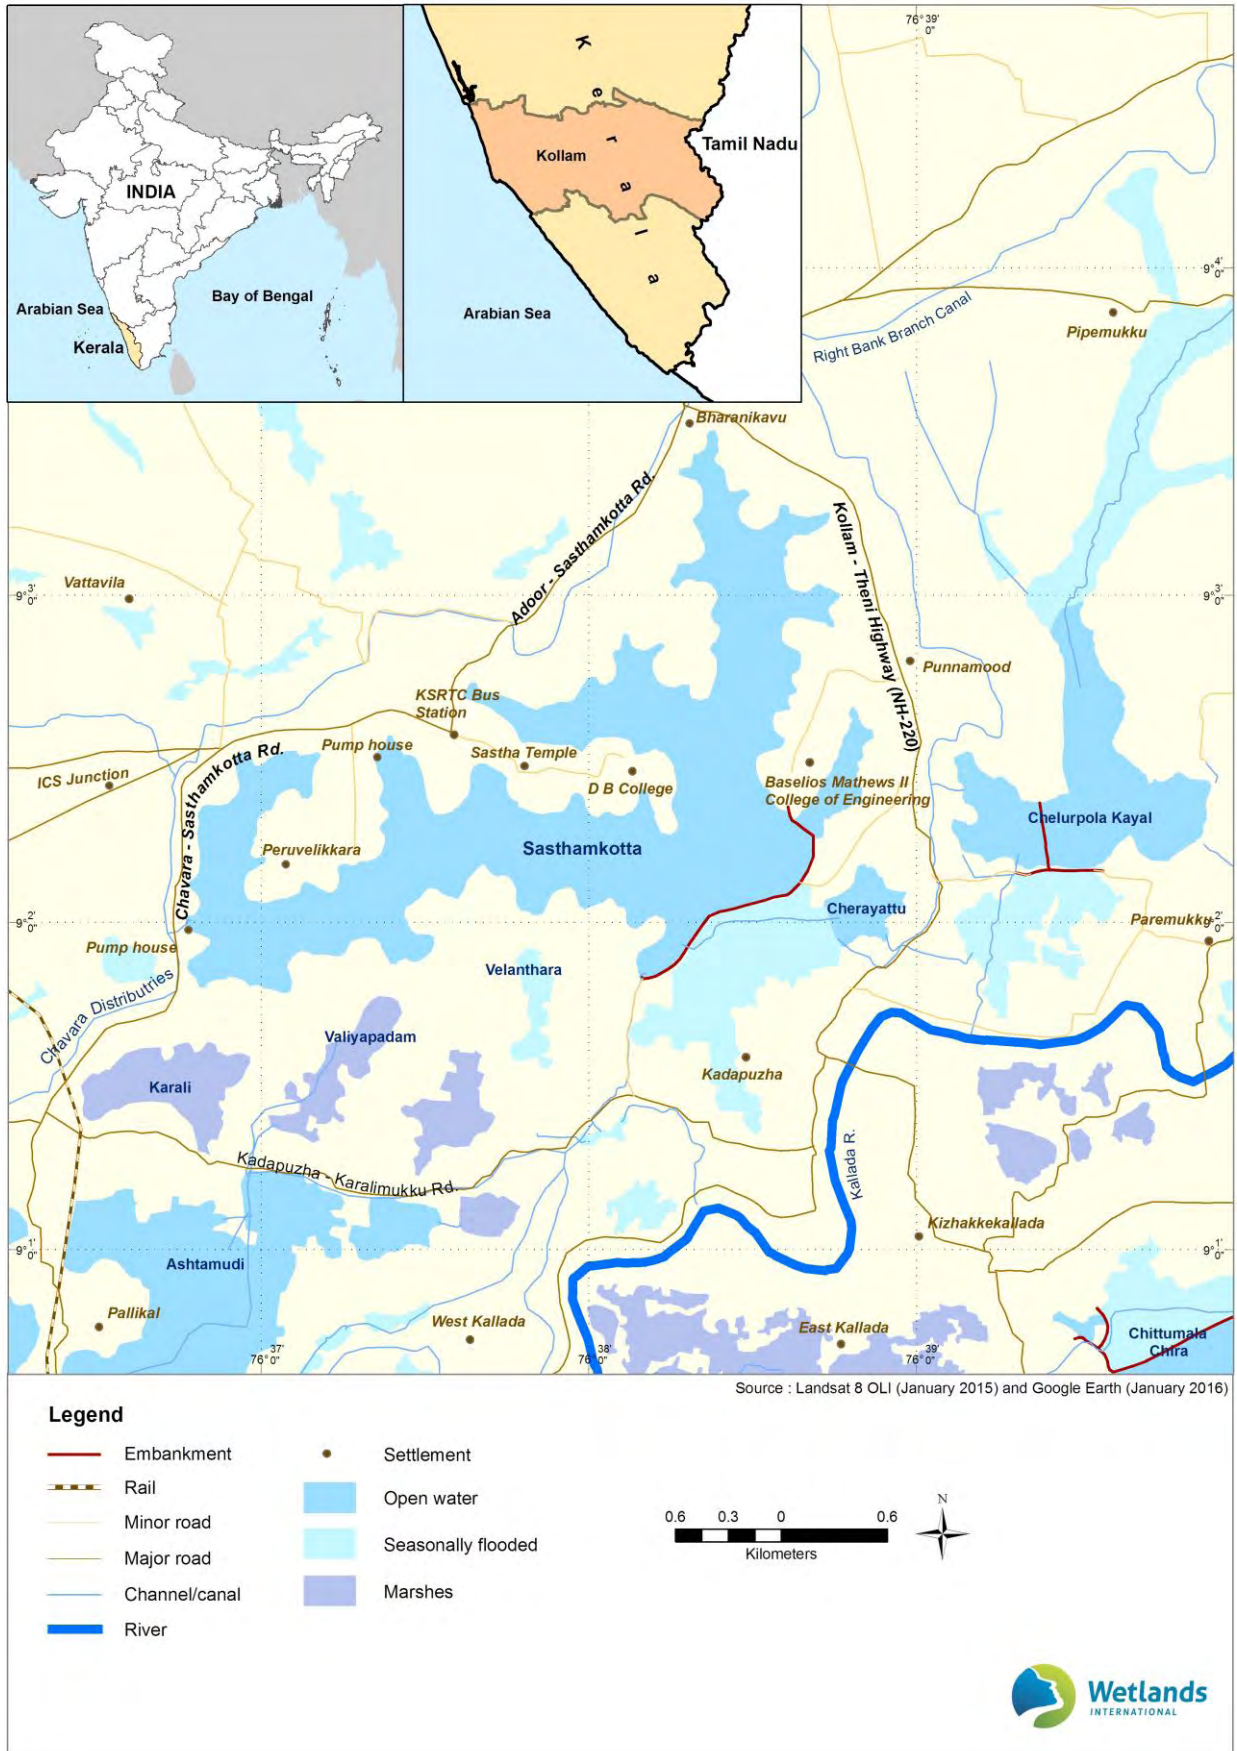 INDIA
Arabian Sea
Bay of Bengal
Kerala
Kerala
Kollam
Tamil Nadu
Arabian Sea
76° 39' 0"
9° 4' 0"
Right Bank Branch Canal
Pipemukku
Bharanikavu
Adoor - Sasthamkotta Rd.
Kollam - Theni Highway (NH-220)
Vattavila
9° 3' 0"
9° 3' 0"
Punnamood
KSRTC Bus
Station
Pump house
Sastha Temple
ICS Junction
D B College
Baselios Mathews II
College of Engineering
Chavara - Sasthamkotta Rd.
Chelurpola Kayal
Peruvelikkara
Sasthamkotta
Cherayattu
9° 2' 0"
9° 2' 0"
Paremukku
Pump house
Velanthara
Chavara Distributries
Valiyapadam
Karali
Kadapuzha
Kadapuzha - Karalimukku Rd.
Kallada R.
Kizhakkekallada
9° 1' 0"
9° 1' 0"
Ashtamudi
Pallikal
West Kallada
East Kallada
Chittumala
Chira
76° 37' 0"
76° 38' 0"
76° 39' 0"
Source : Landsat 8 OLI (January 2015) and Google Earth (January 2016)
Legend
Embankment
Rail
Minor road
Major road
Channel/canal
River
Settlement
Open water
Seasonally flooded
Marshes
0.6 0.3 0 0.6
Kilometers
N
Wetlands
INTERNATIONAL